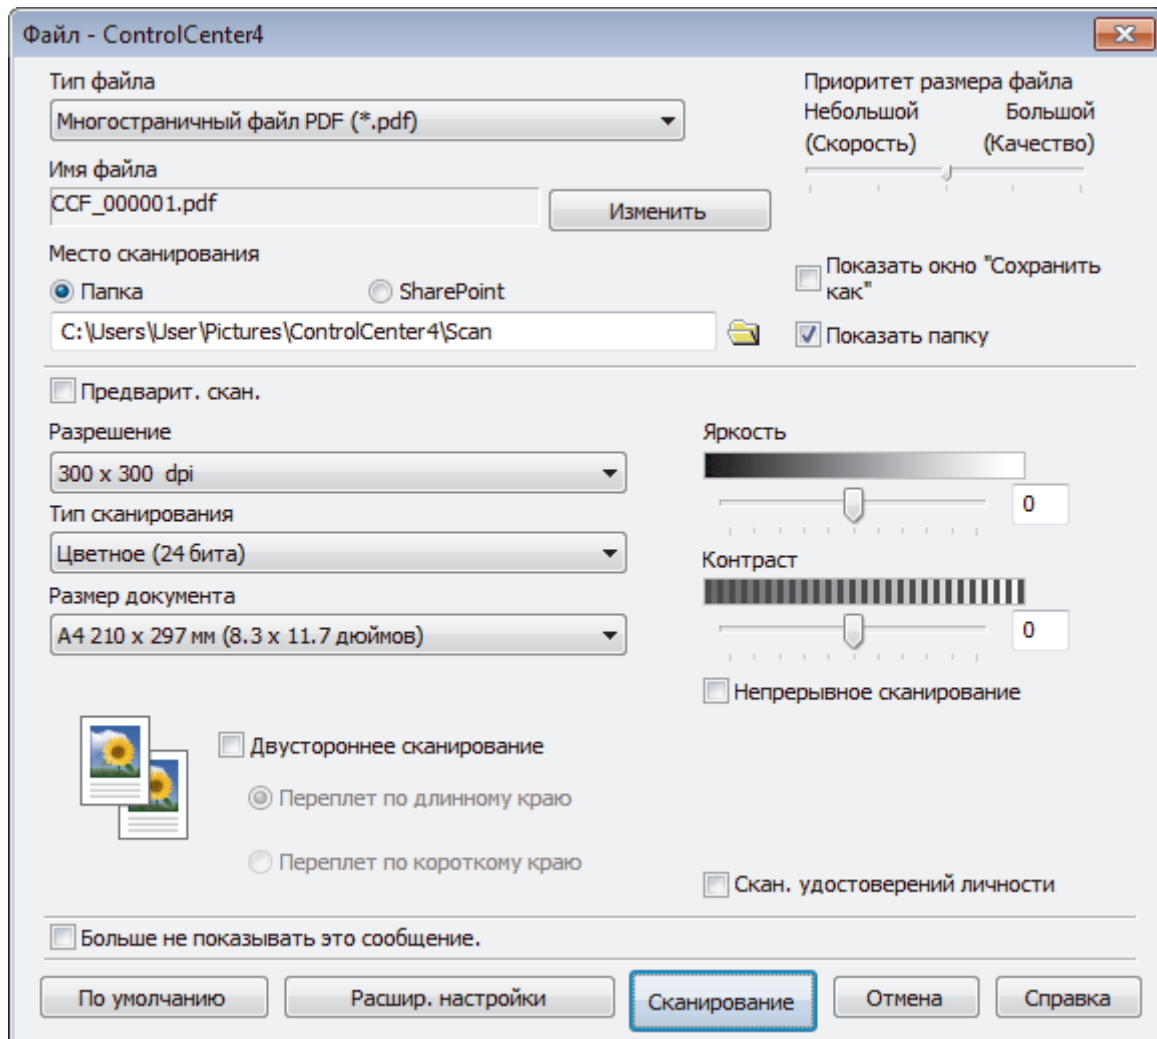 Файл - ControlCenter4
Тип файла
Многостраничный файл PDF (*.pdf)
Приоритет размера файла
Небольшой Большой
(Скорость) (Качество)
Имя файла
CCF_000001.pdf
Изменить
Место сканирования
Папка SharePoint
C:\Users\User\Pictures\ControlCenter4\Scan
Показать окно "Сохранить
как"
Показать папку
Предварит. скан.
Разрешение
300 x 300 dpi
Тип сканирования
Цветное (24 бита)
Размер документа
A4 210 x 297 мм (8.3 x 11.7 дюймов)
Яркость
0
Контраст
0
Непрерывное сканирование
Двустороннее сканирование
Переплет по длинному краю
Переплет по короткому краю
Скан. удостоверений личности
Больше не показывать это сообщение.
По умолчанию Расшир. настройки Сканирование Отмена Справка